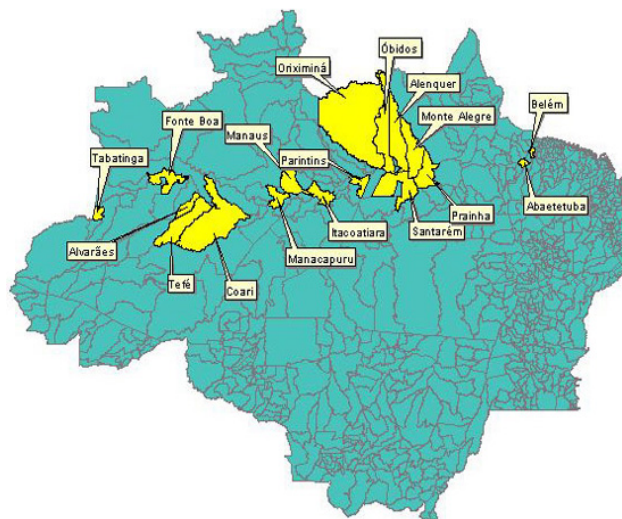 Óbidos
Oriximiná
Alenquer
Monte Alegre
Belém
Fonte Boa
Manaus
Parintins
Tabatinga
Abaetetuba
Prainha
Itacoatiara
Santarém
Alvarães
Manacapuru
Tefé
Coari